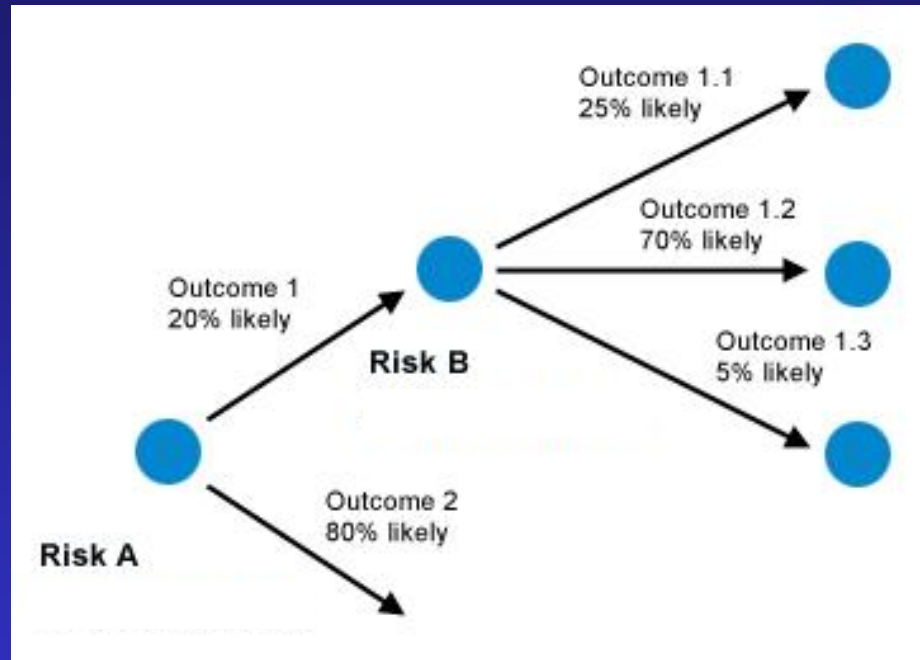 Outcome 1.1
25% likely
Outcome 1.2
70% likely
Outcome 1
20% likely
Outcome 1.3
5% likely
Risk B
Outcome 2
80% likely
Risk A